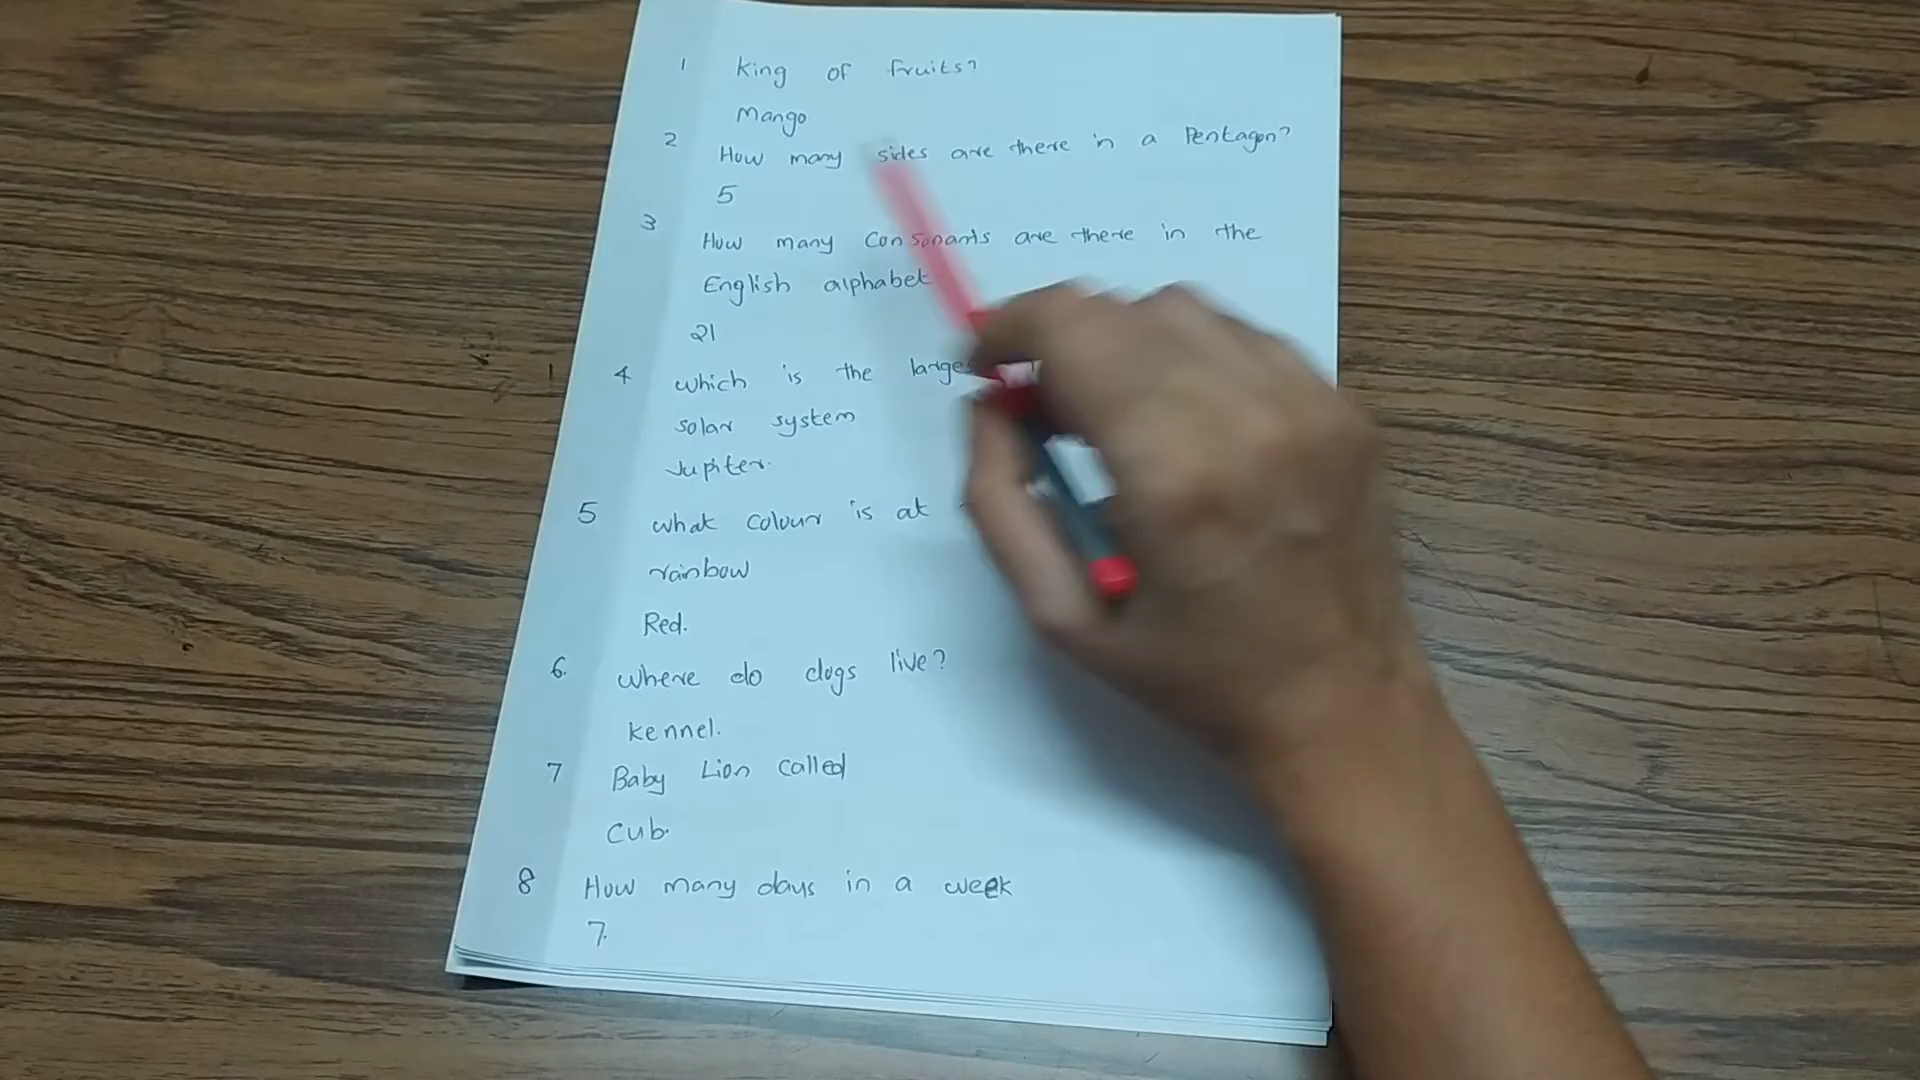 1 King of fruits?
Mango
2 How many sides are there in a Pentagon?
5
3 How many Consonants are there in the
English alphabet
21
4 which is the
solar system
Jupiter.
5 what colour is at
rainbow
Red.
6. where do dogs live?
kennel.
7 Baby Lion called
Cub.
8 How many days in a week
7.